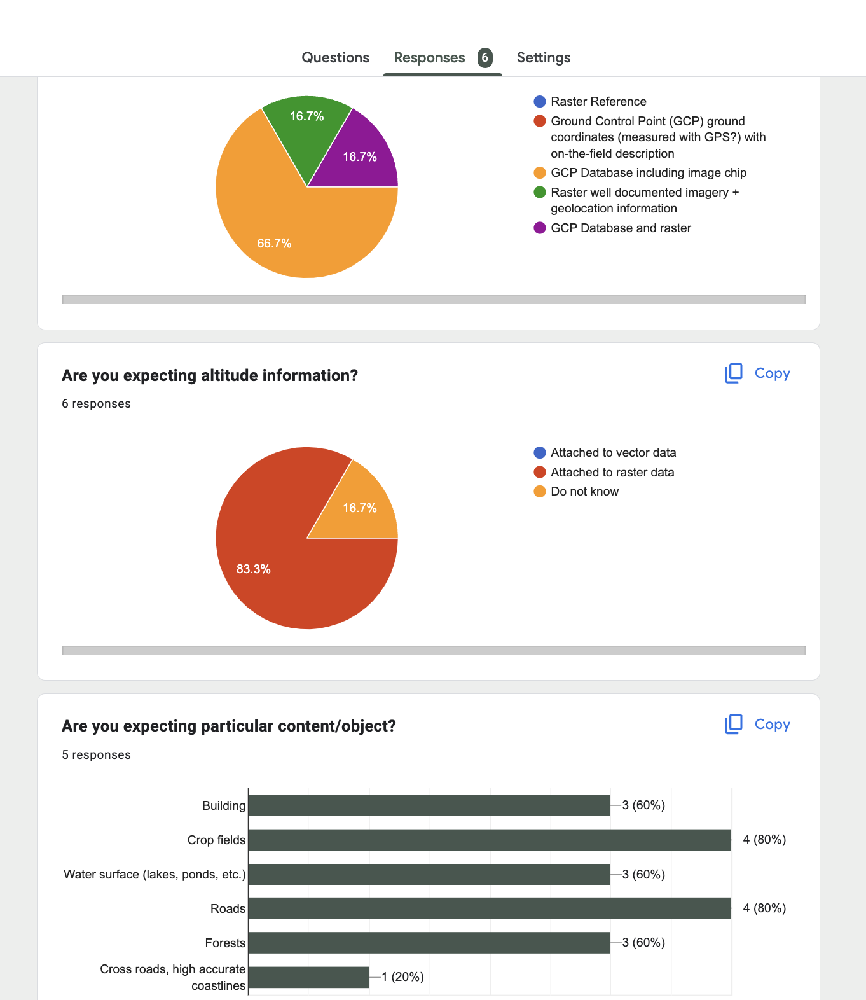 Questions
Responses 6
Settings
16.7%
16.7%
66.7%
Raster Reference
Ground Control Point (GCP) ground
coordinates (measured with GPS?) with
on-the-field description
GCP Database including image chip
Raster well documented imagery +
geolocation information
GCP Database and raster
Are you expecting altitude information?
Copy
6 responses
16.7%
83.3%
Attached to vector data
Attached to raster data
Do not know
Are you expecting particular content/object?
Copy
5 responses
Building 3 (60%)
Crop fields 4 (80%)
Water surface (lakes, ponds, etc.) 3 (60%)
Roads 4 (80%)
Forests 3 (60%)
Cross roads, high accurate
coastlines 1 (20%)